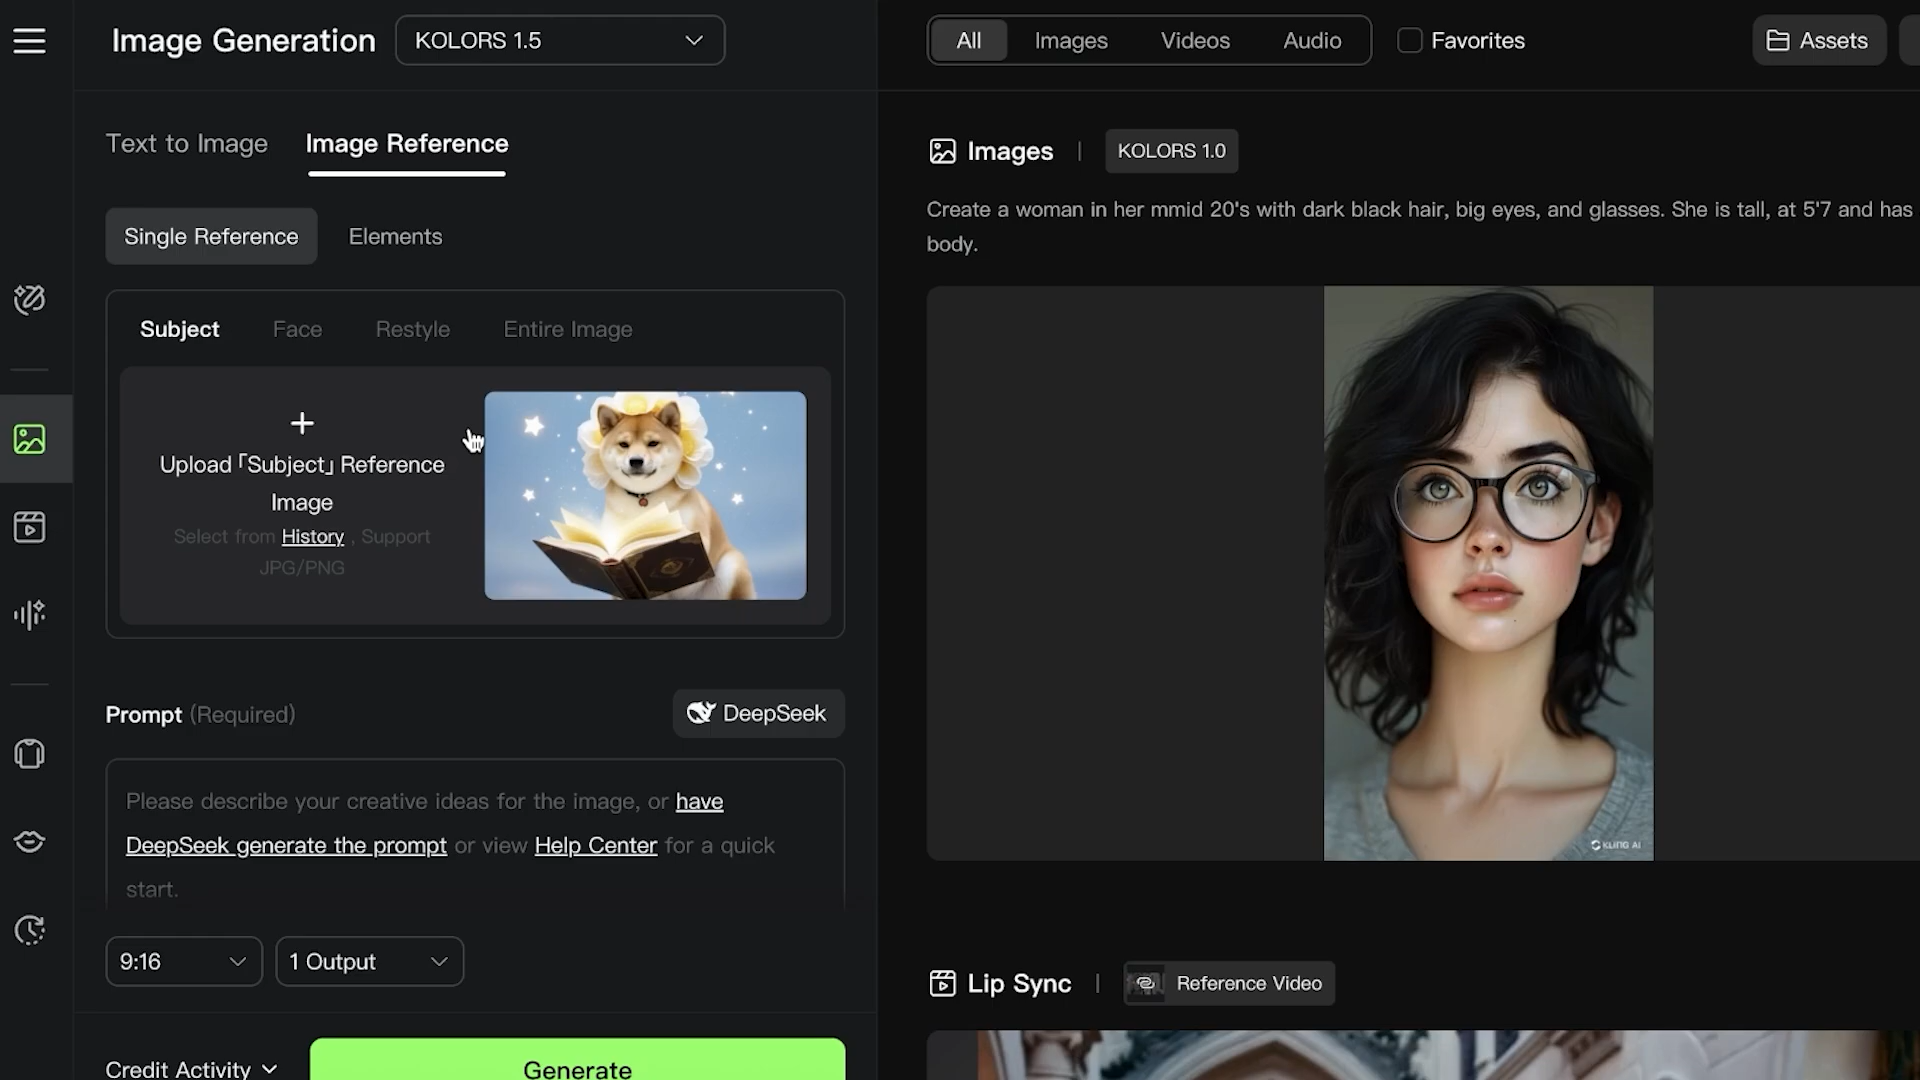 Image Generation
KOLORS 1.5
Text to Image
Image Reference
Single Reference
Elements
Subject
Face
Restyle
Entire Image
Upload「Subject」Reference
Image
Select from History , Support
JPG/PNG
Prompt (Required)
DeepSeek
Please describe your creative ideas for the image, or have
DeepSeek generate the prompt or view Help Center for a quick
start.
9:16
1 Output
Credit Activity
Generate
All
Images
Videos
Audio
Favorites
Assets
Images
KOLORS 1.0
Create a woman in her mmid 20's with dark black hair, big eyes, and glasses. She is tall, at 5'7 and has
body.
KLING AI
Lip Sync
Reference Video